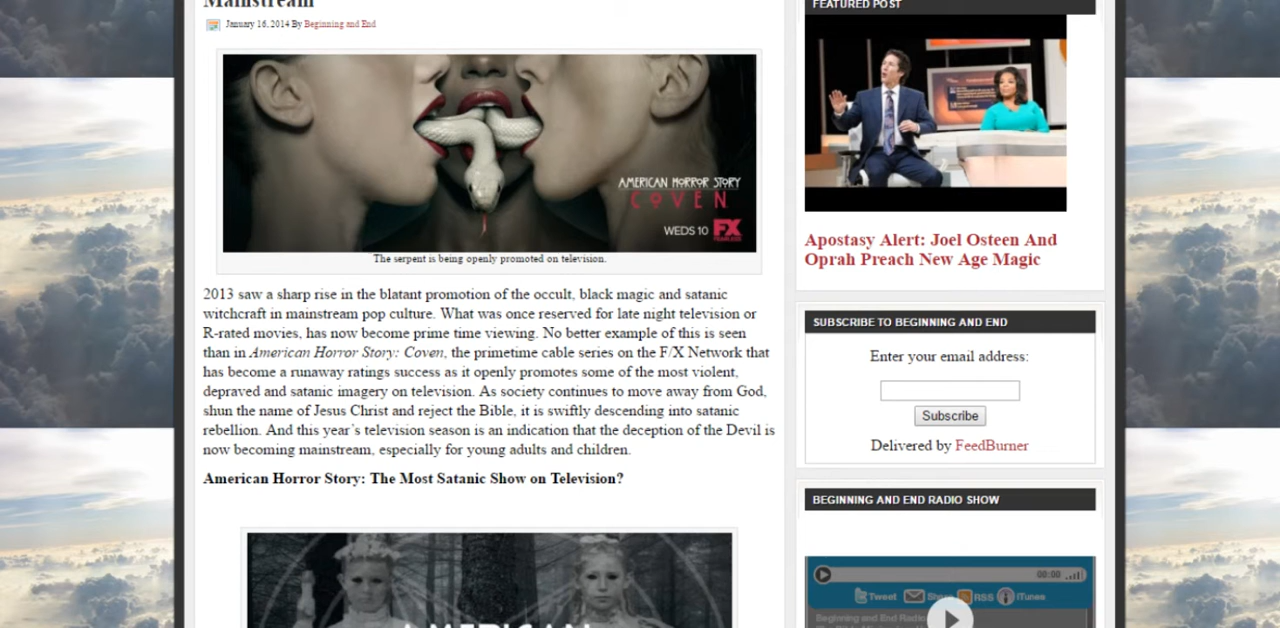 Mainstream
January 16, 2014 By Beginning and End
AMERICAN HORROR STORY
COVEN
WEDS 10 FX
The serpent is being openly promoted on television.
2013 saw a sharp rise in the blatant promotion of the occult, black magic and satanic
witchcraft in mainstream pop culture. What was once reserved for late night television or
R-rated movies, has now become prime time viewing. No better example of this is seen
than in American Horror Story: Coven, the primetime cable series on the F/X Network that
has become a runaway ratings success as it openly promotes some of the most violent,
depraved and satanic imagery on television. As society continues to move away from God,
shun the name of Jesus Christ and reject the Bible, it is swiftly descending into satanic
rebellion. And this year's television season is an indication that the deception of the Devil is
now becoming mainstream, especially for young adults and children.
American Horror Story: The Most Satanic Show on Television?
AMERICAN
FEATURED POST
Apostasy Alert: Joel Osteen And
Oprah Preach New Age Magic
SUBSCRIBE TO BEGINNING AND END
Enter your email address:
Subscribe
Delivered by FeedBurner
BEGINNING AND END RADIO SHOW
00:00
Tweet Share RSS iTunes
Beginning and End Radio